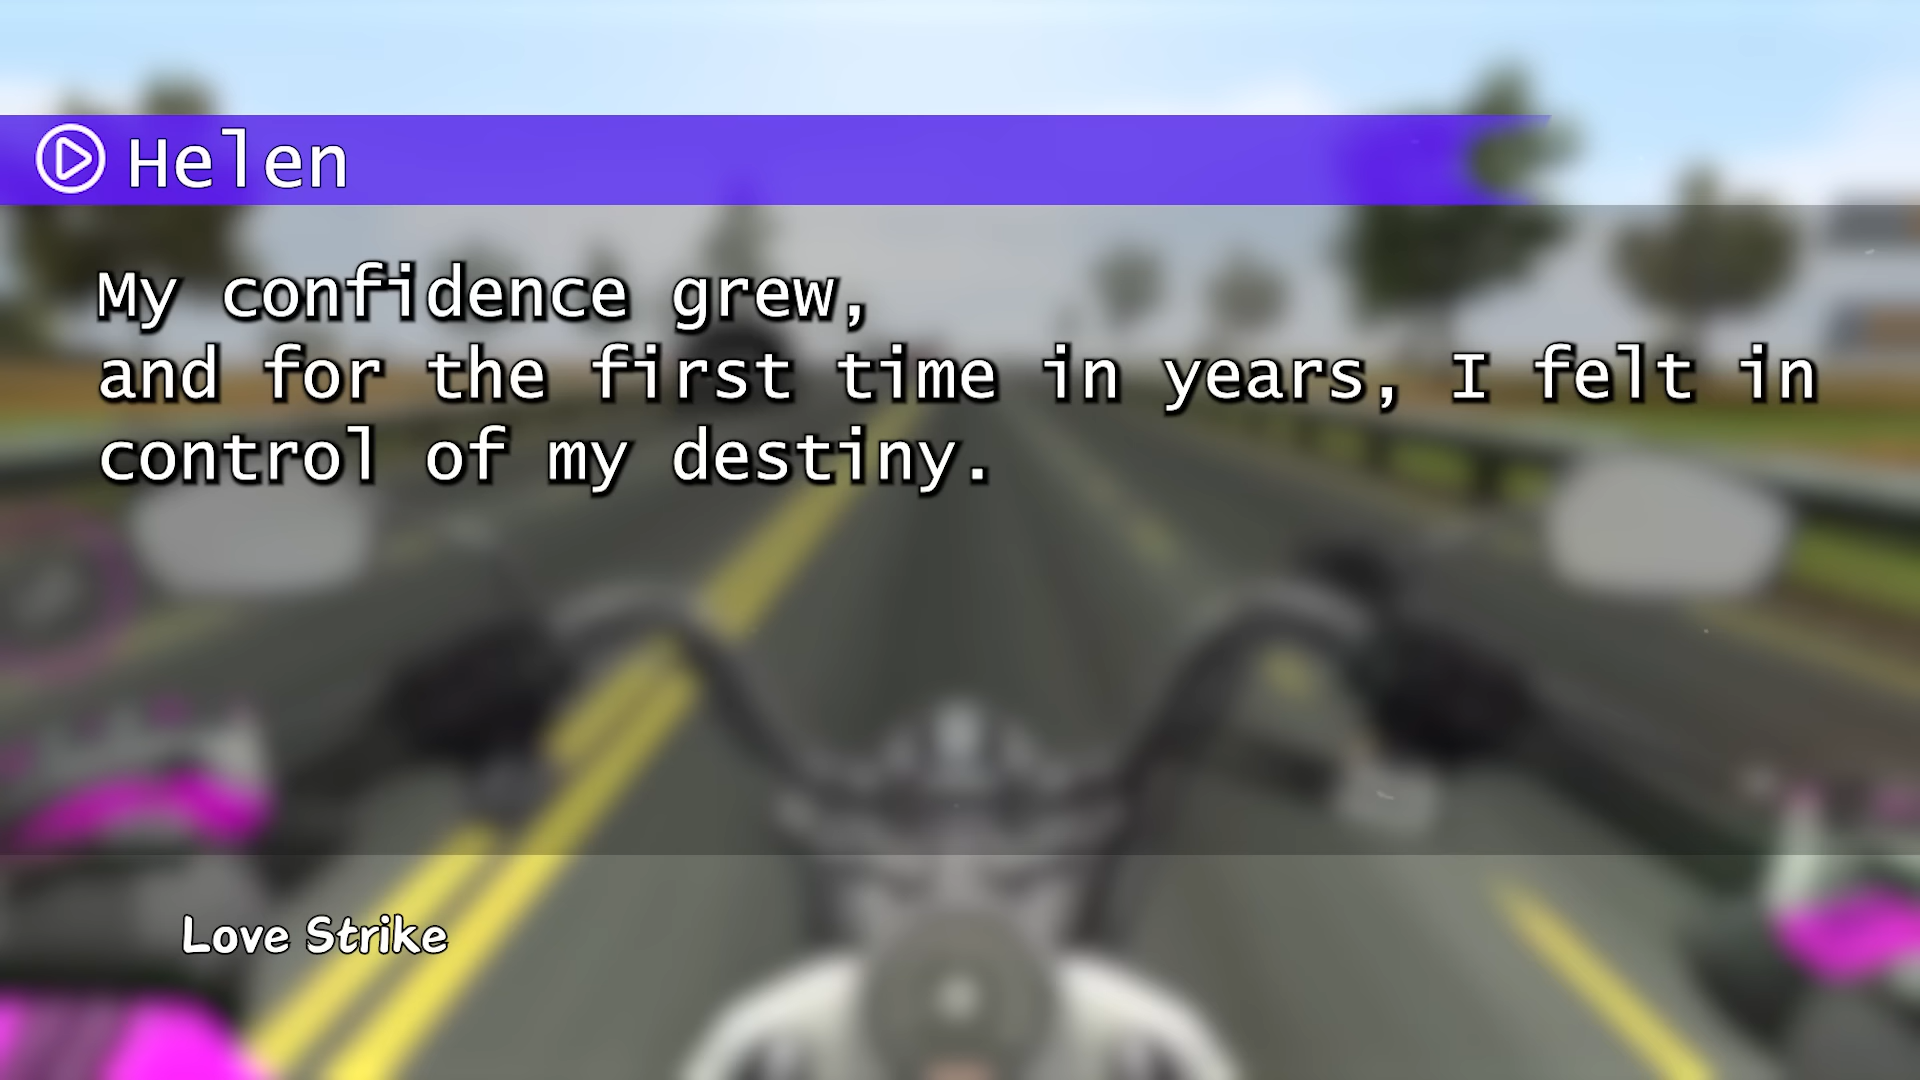 Helen
My confidence grew,
and for the first time in years, I felt in
control of my destiny.
Love Strike